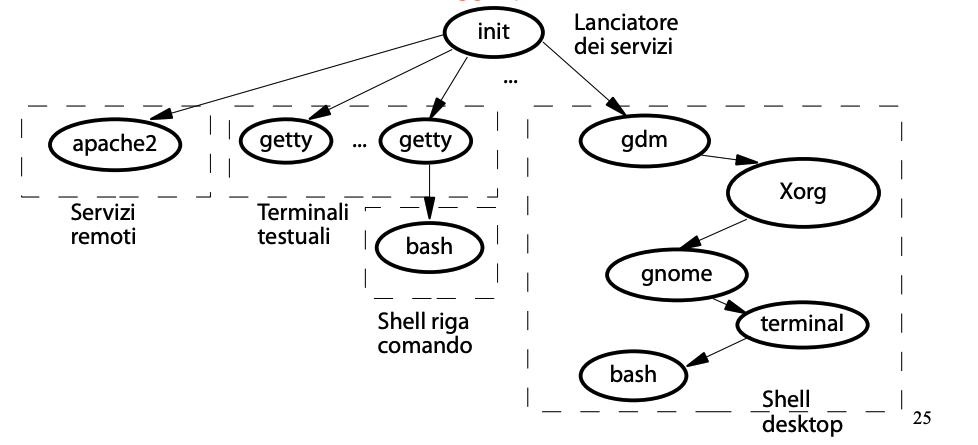 init
Lanciatore
dei servizi
...
apache2
getty
...
getty
gdm
Xorg
Servizi
remoti
Terminali
testuali
bash
gnome
Shell riga
comando
terminal
bash
Shell
desktop
25